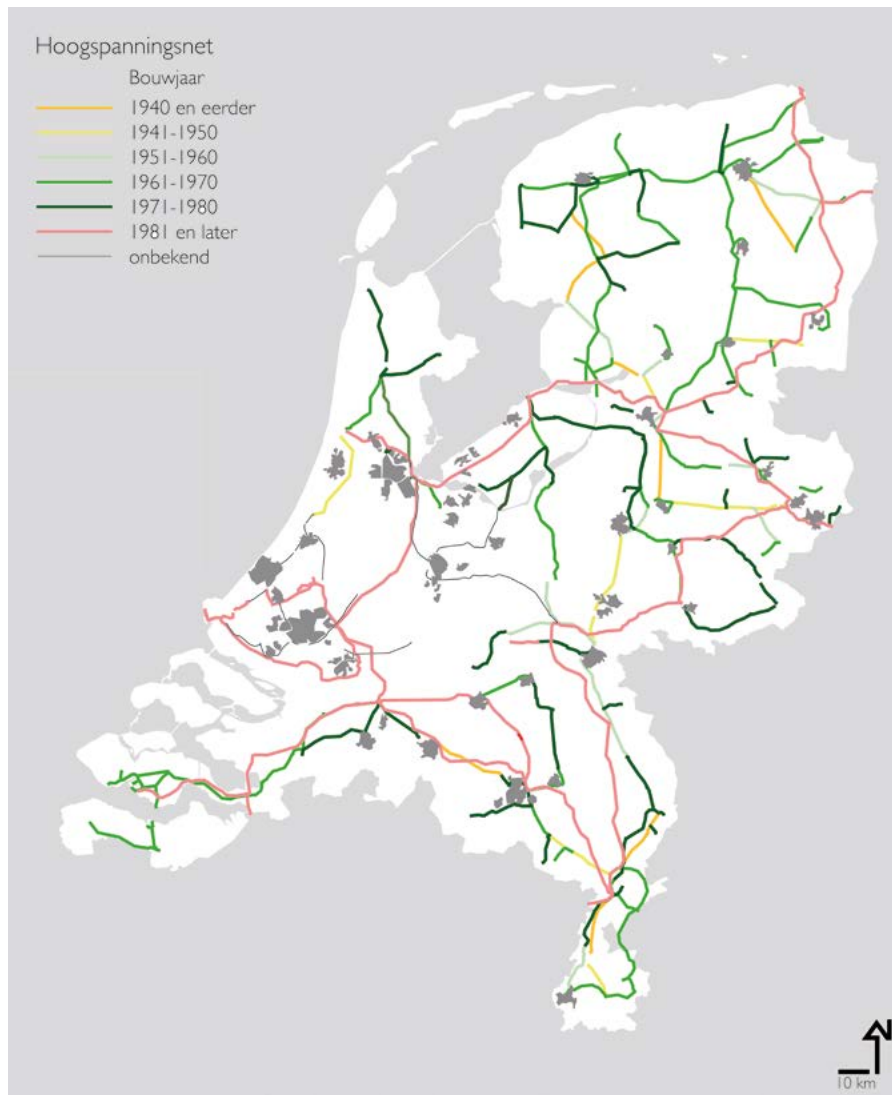 Hoogspanningsnet
Bouwjaar
1940 en eerder
1941-1950
1951-1960
1961-1970
1971-1980
1981 en later
onbekend
N
10 km